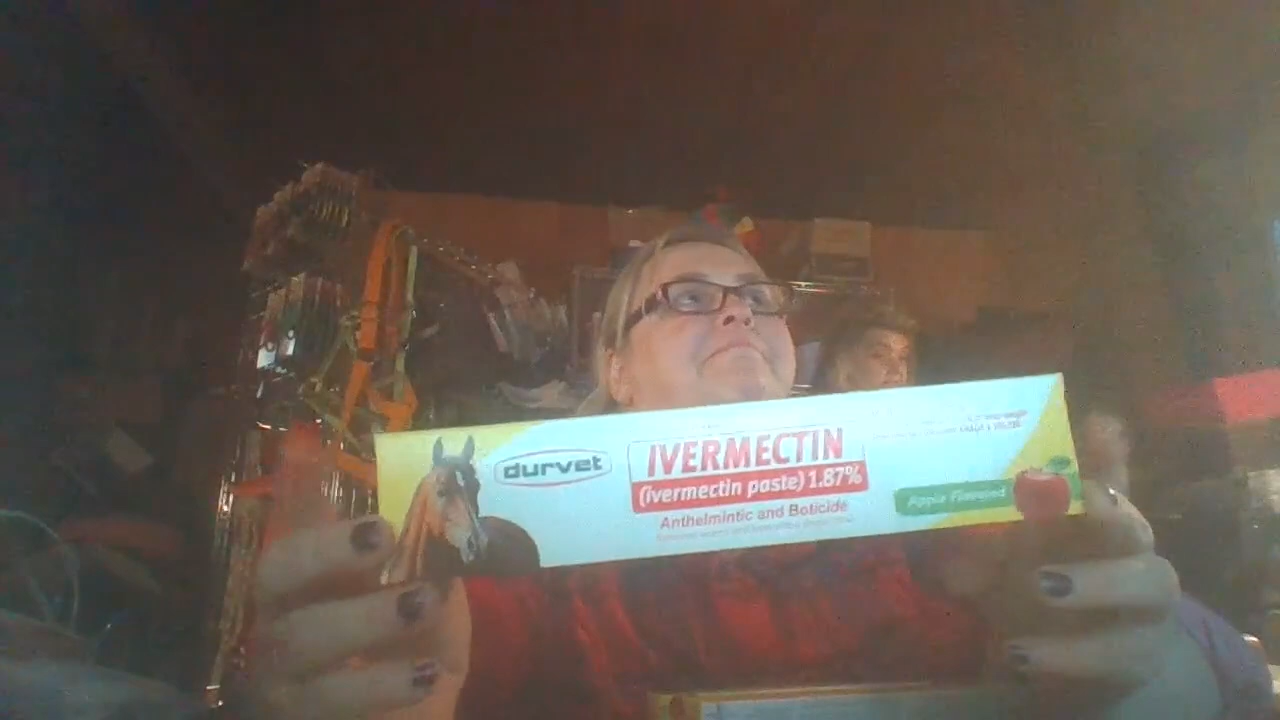 durvet
IVERMECTIN
(ivermectin paste) 1.87%
Anthelmintic and Boticide
Apple Flavored